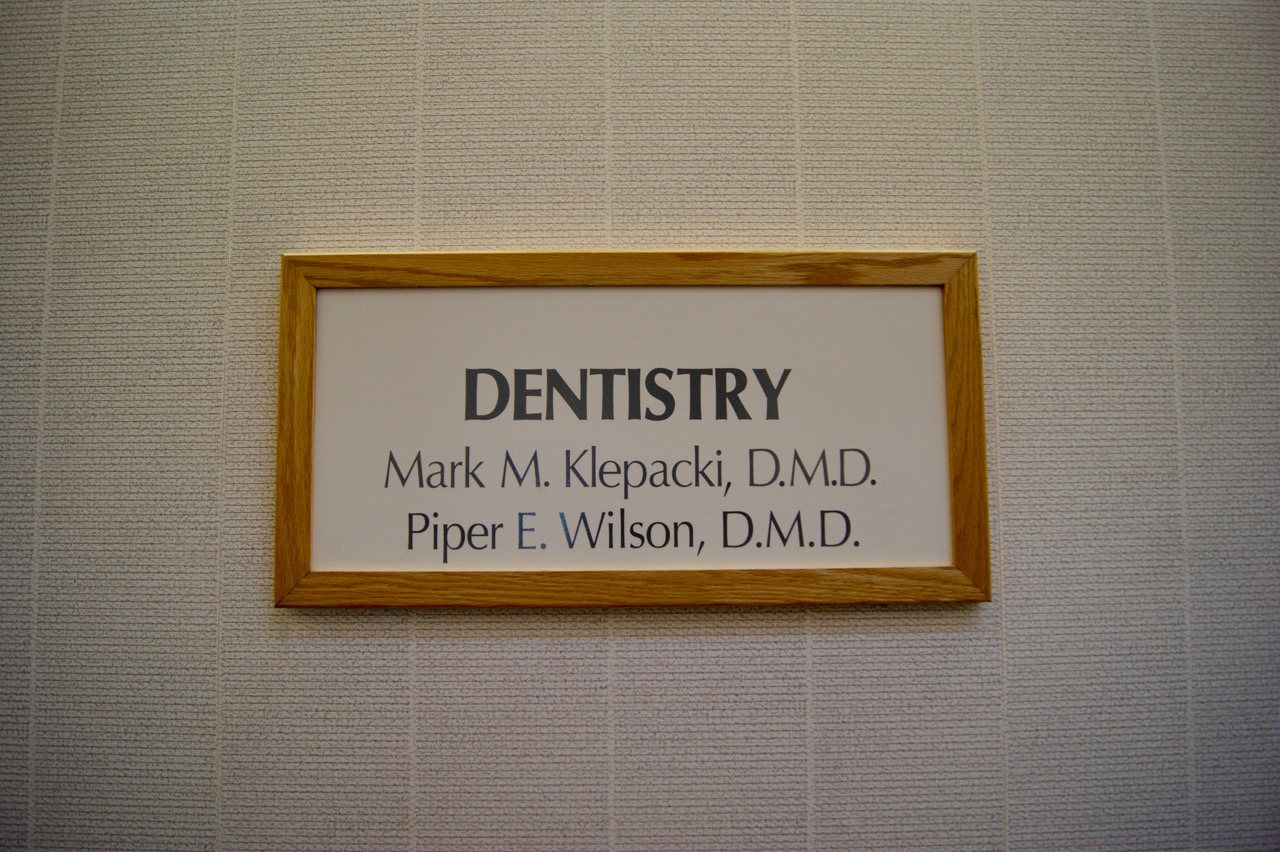 DENTISTRY
Mark M. Klepacki, D.M.D.
Piper E. Wilson, D.M.D.